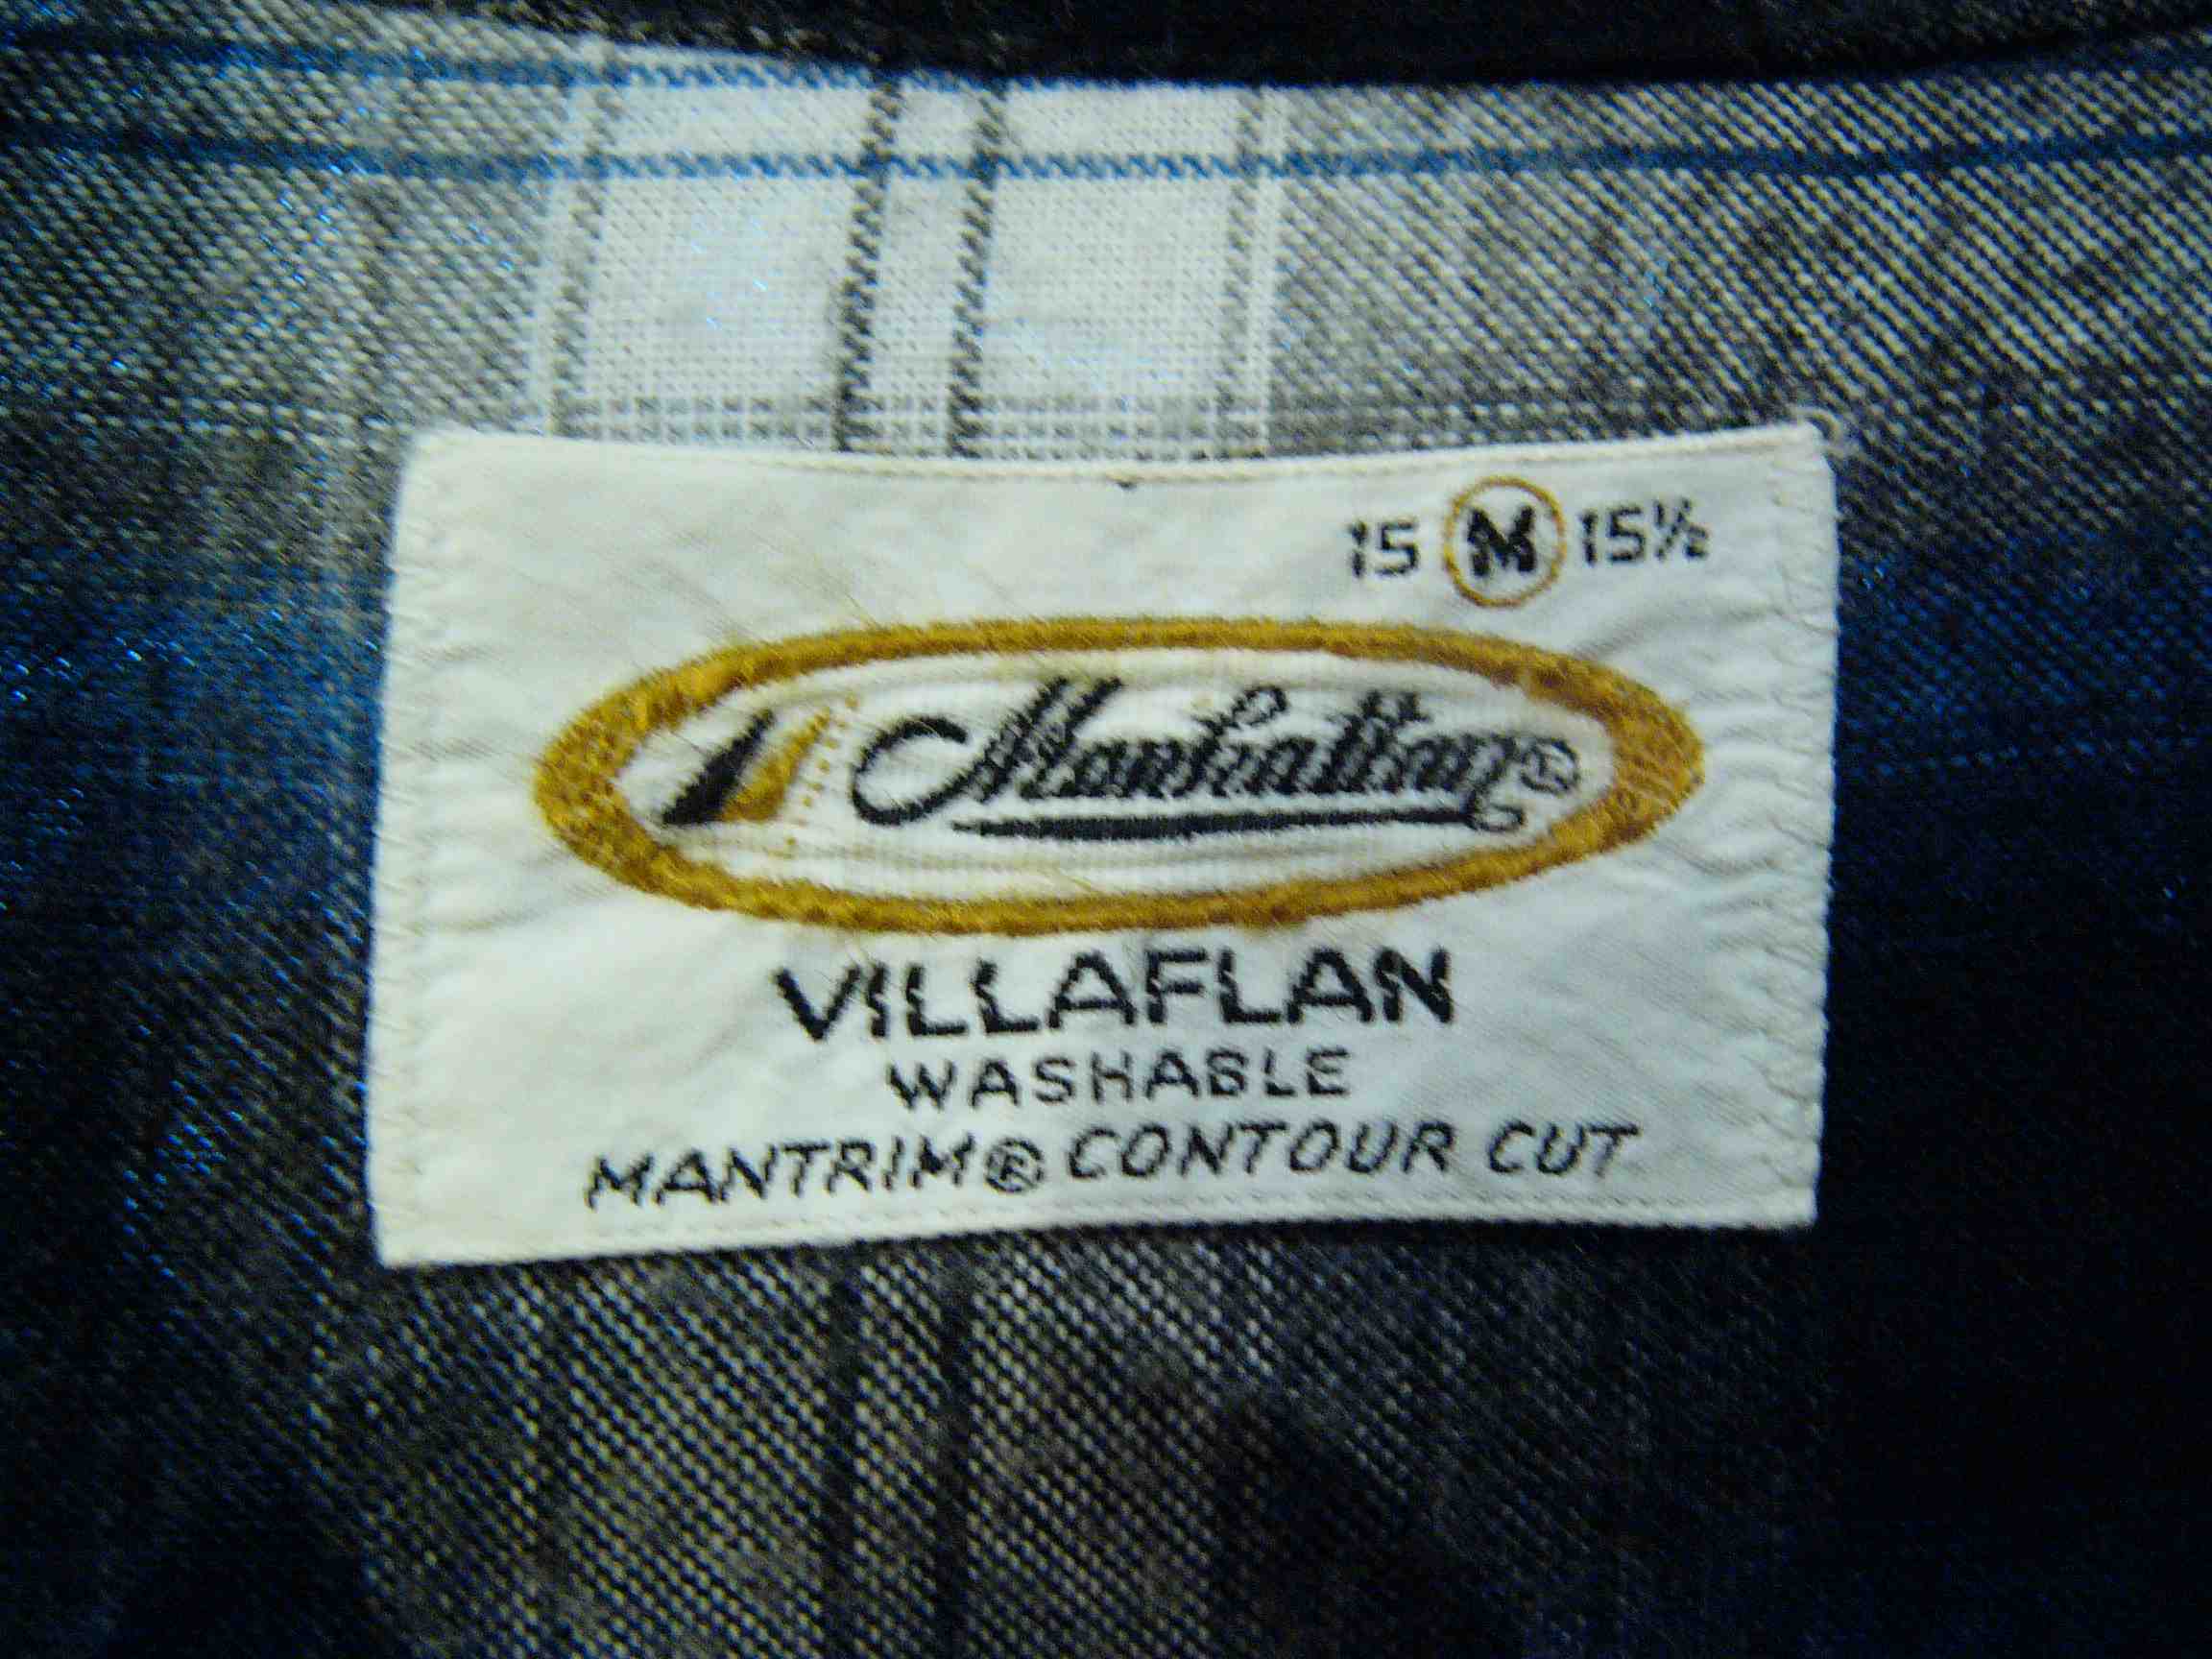 15 M 15½
Manhattan®
VILLAFLAN
WASHABLE
MANTRIM® CONTOUR CUT